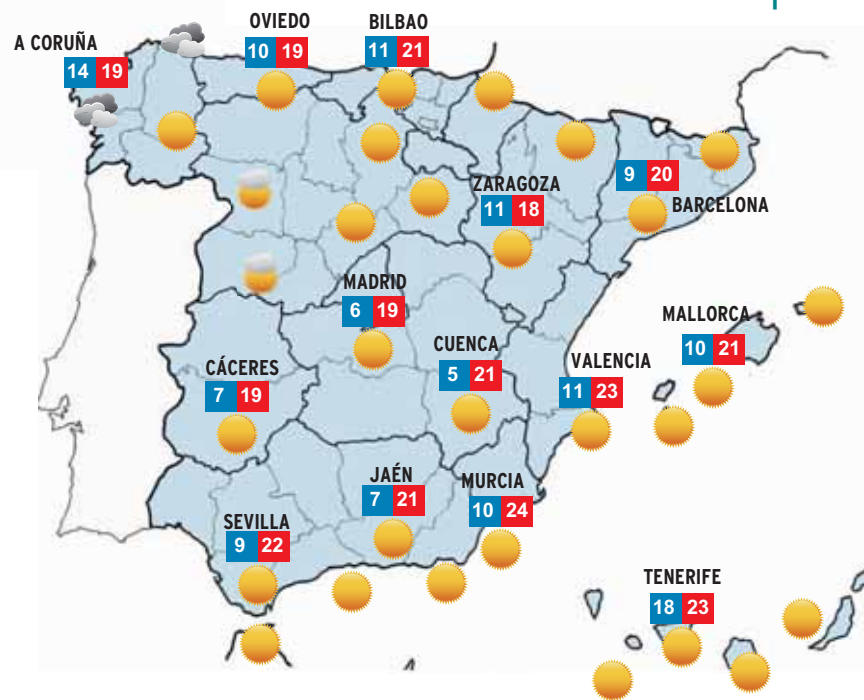 OVIEDO
10 19
BILBAO
11 21
A CORUÑA
14 19
ZARAGOZA
11 18
9 20
BARCELONA
MADRID
6 19
MALLORCA
10 21
CUENCA
5 21
VALENCIA
11 23
CÁCERES
7 19
JAÉN
7 21
MURCIA
10 24
SEVILLA
9 22
TENERIFE
18 23